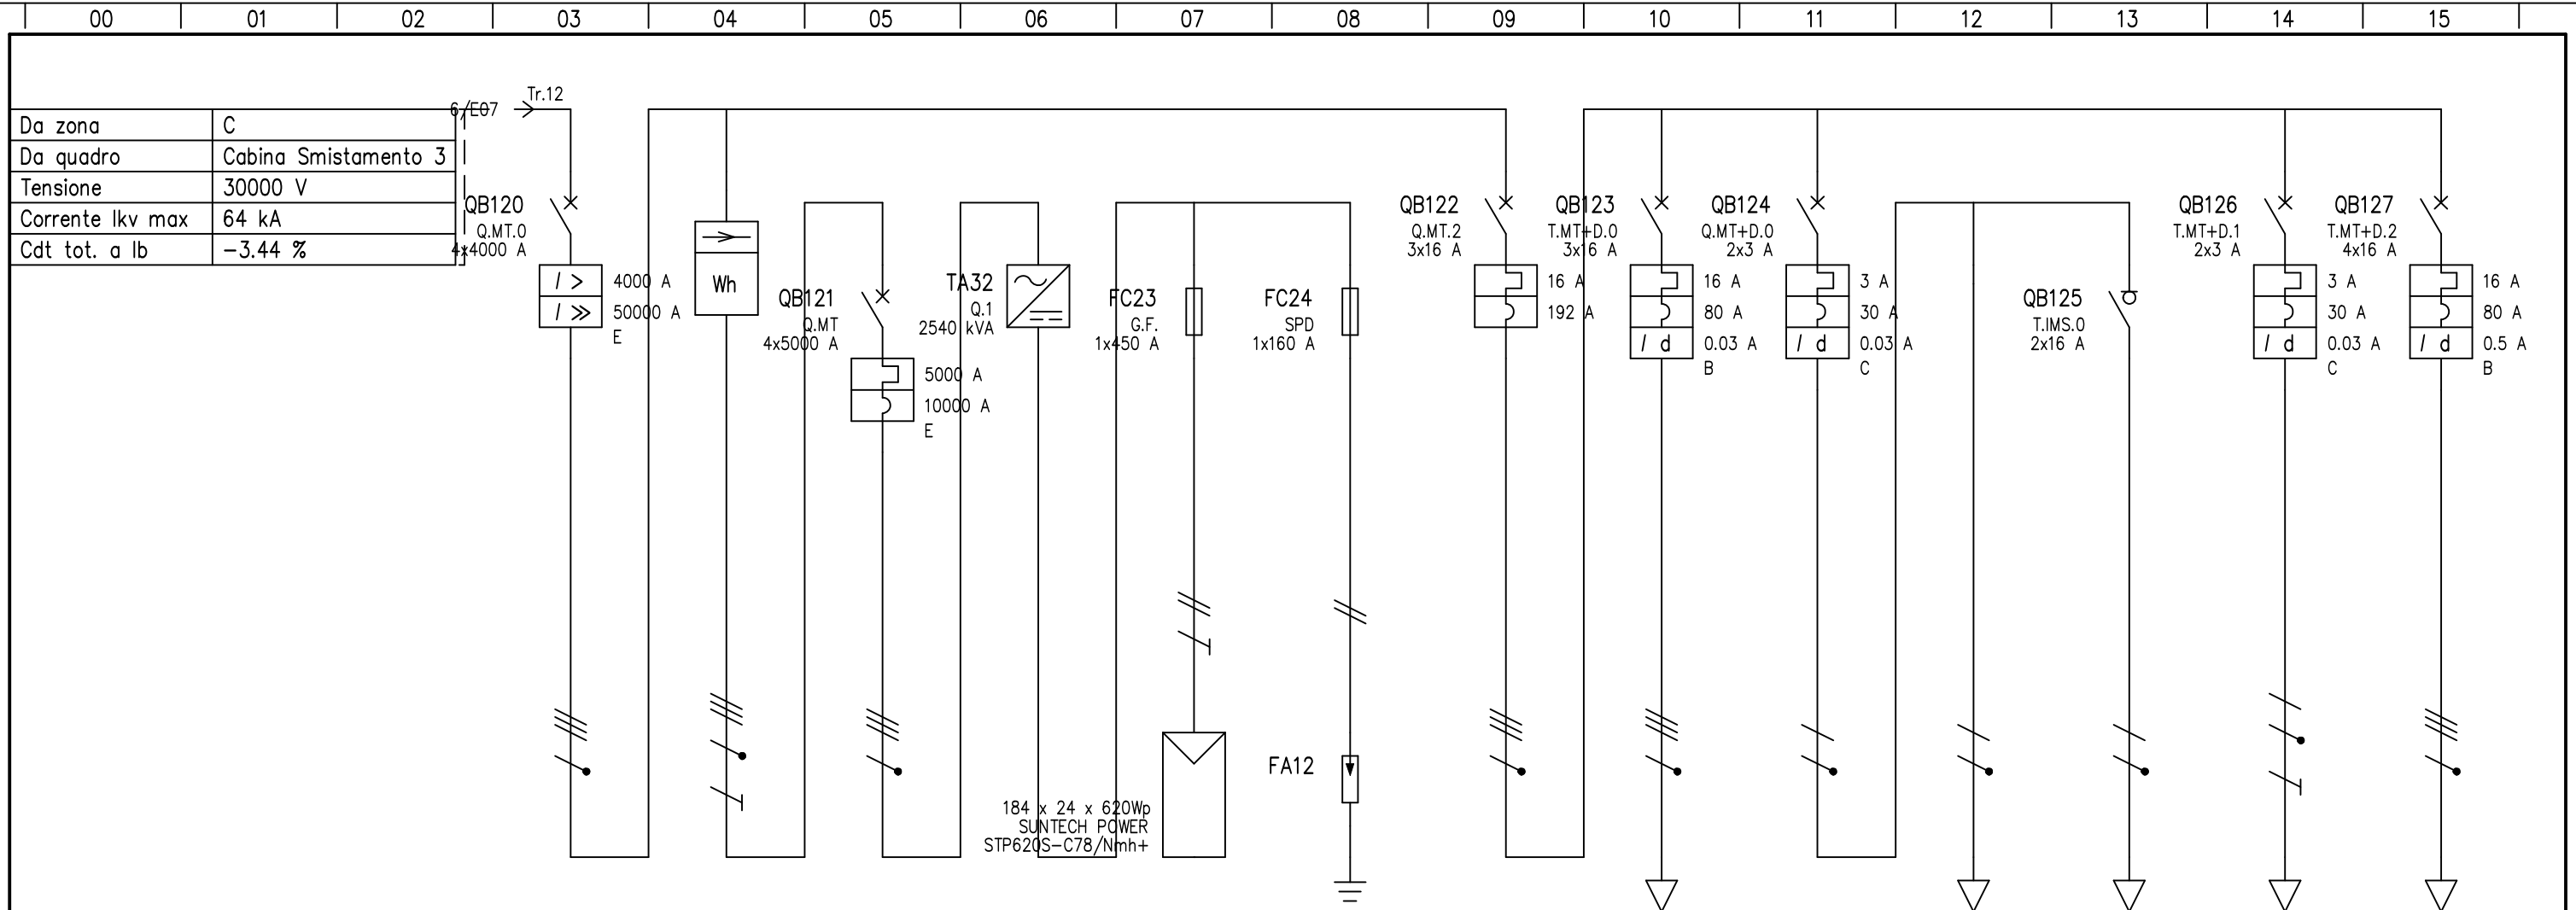 00 01 02 03 04 05 06 07 08 09 10 11 12 13 14 15
6/E07 Tr.12
Da zona C
Da quadro Cabina Smistamento 3
Tensione 30000 V
Corrente Ikv max 64 kA
Cdt tot. a Ib -3.44 %
QB120
Q.MT.0
4x4000 A
I > 4000 A
I ≫ 50000 A
E
Wh
QB121
Q.MT
4x5000 A
5000 A
10000 A
E
TA32
Q.1
2540 kVA
FC23
G.F.
1x450 A
184 x 24 x 620Wp
SUNTECH POWER
STP620S-C78/Nmh+
FC24
SPD
1x160 A
FA12
QB122
Q.MT.2
3x16 A
16 A
192 A
QB123
T.MT+D.0
3x16 A
16 A
80 A
I d 0.03 A
B
QB124
Q.MT+D.0
2x3 A
3 A
30 A
I d 0.03 A
C
QB125
T.IMS.0
2x16 A
QB126
T.MT+D.1
2x3 A
3 A
30 A
I d 0.03 A
C
QB127
T.MT+D.2
4x16 A
16 A
80 A
I d 0.5 A
B